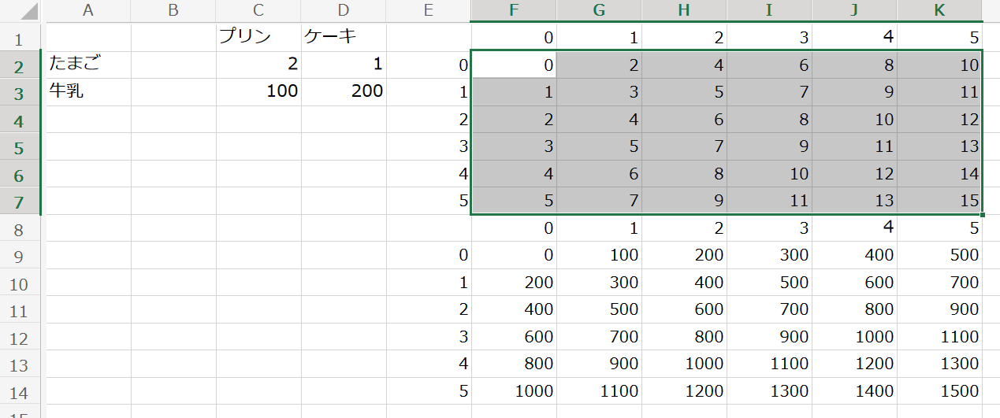 A B C D E F G H I J K
1 プリン ケーキ 0 1 2 3 4 5
2 たまご 2 1 0 0 2 4 6 8 10
3 牛乳 100 200 1 1 3 5 7 9 11
4 2 2 4 6 8 10 12
5 3 3 5 7 9 11 13
6 4 4 6 8 10 12 14
7 5 5 7 9 11 13 15
8 0 1 2 3 4 5
9 0 0 100 200 300 400 500
10 1 200 300 400 500 600 700
11 2 400 500 600 700 800 900
12 3 600 700 800 900 1000 1100
13 4 800 900 1000 1100 1200 1300
14 5 1000 1100 1200 1300 1400 1500